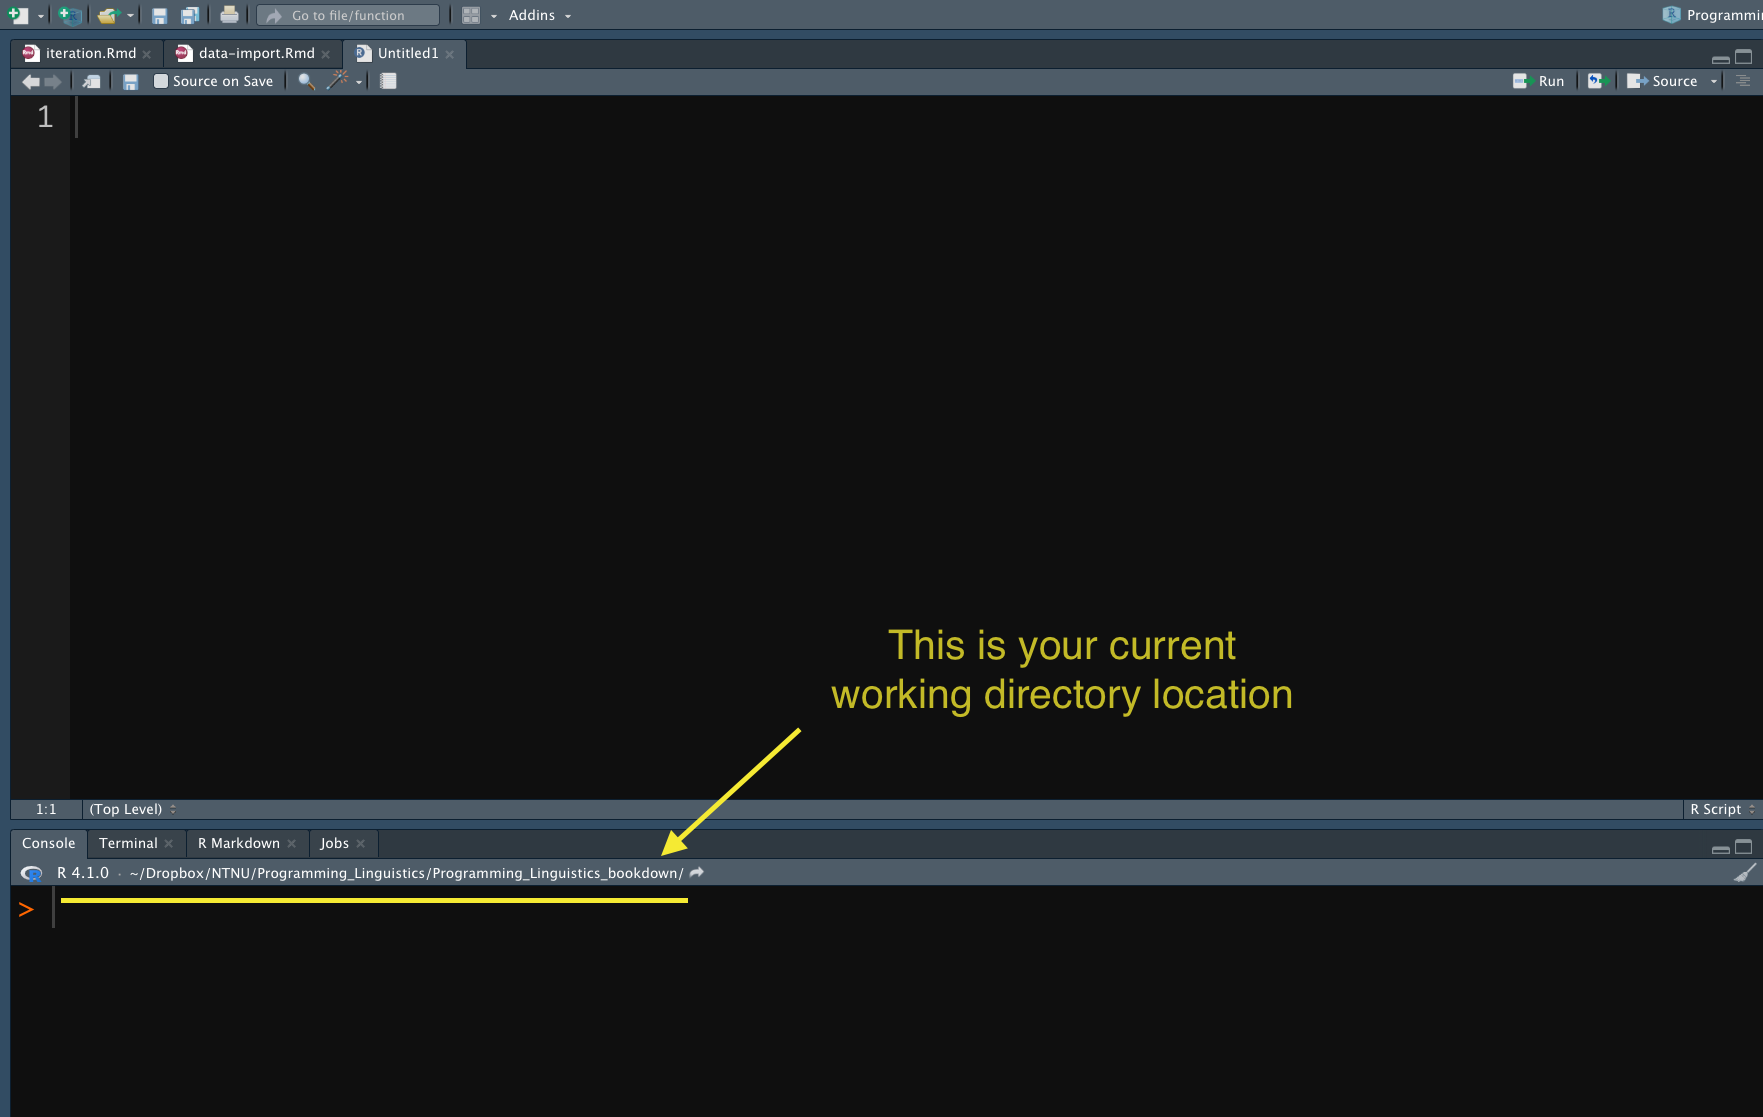 Go to file/function
Addins
Programmi
iteration.Rmd
data-import.Rmd
Untitled1
Source on Save
Run
Source
1
This is your current
working directory location
1:1
(Top Level)
R Script
Console
Terminal
R Markdown
Jobs
R 4.1.0 · ~/Dropbox/NTNU/Programming_Linguistics/Programming_Linguistics_bookdown/
>